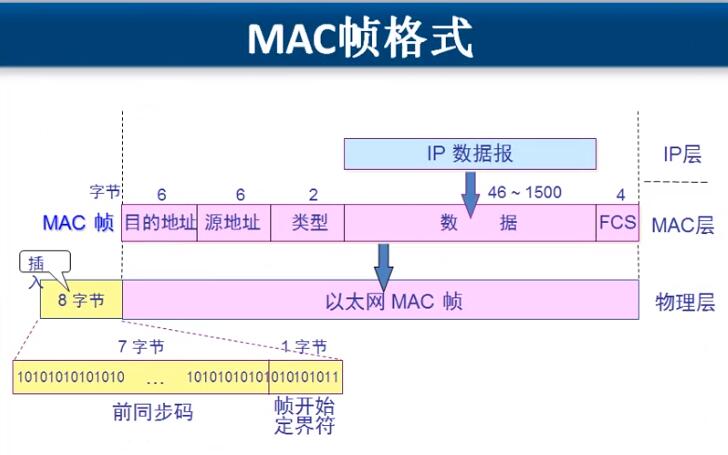 MAC帧格式
IP 数据报
IP层
字节
6
6
2
46 ~ 1500
4
MAC 帧
目的地址
源地址
类型
数 据
FCS
MAC层
插入
8 字节
以太网 MAC 帧
物理层
7 字节
1 字节
10101010101010 ... 10101010101010101011
前同步码
帧开始
定界符